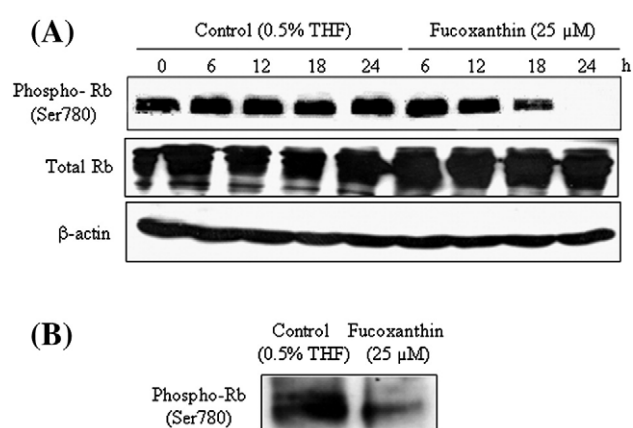 (A)
Control (0.5% THF) Fucoxanthin (25 μM)
0 6 12 18 24 6 12 18 24 h
Phospho- Rb
(Ser780)
Total Rb
β-actin
(B)
Control Fucoxanthin
(0.5% THF) (25 μM)
Phospho-Rb
(Ser780)